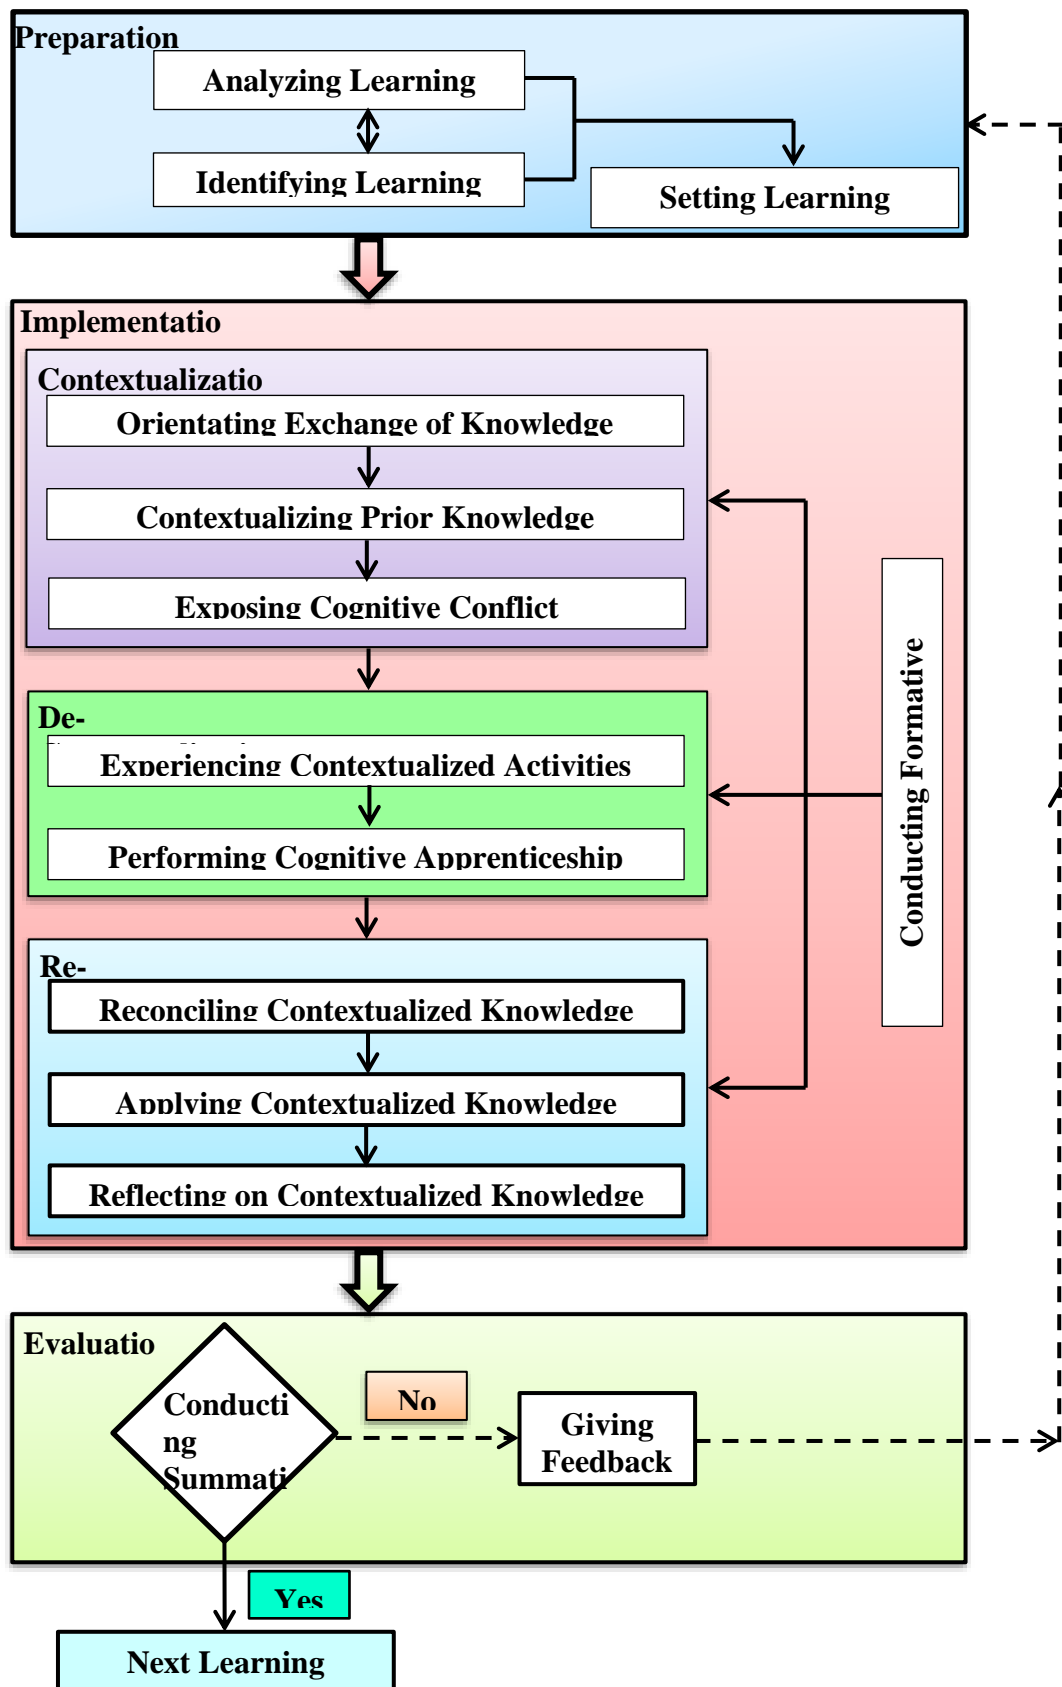 Preparation
Analyzing Learning
Identifying Learning
Setting Learning
Implementatio
Contextualizatio
Orientating Exchange of Knowledge
Contextualizing Prior Knowledge
Exposing Cognitive Conflict
De-
Experiencing Contextualized Activities
Performing Cognitive Apprenticeship
Re-
Reconciling Contextualized Knowledge
Applying Contextualized Knowledge
Reflecting on Contextualized Knowledge
Conducting Formative
Evaluatio
Conducti
ng
Summati
No
Giving
Feedback
Yes
Next Learning